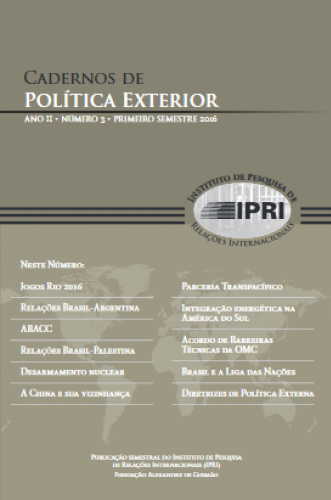 CADERNOS DE
POLÍTICA EXTERIOR
ANO II • NÚMERO 3 • PRIMEIRO SEMESTRE 2016
INSTITUTO DE PESQUISA DE
IPRI
RELAÇÕES INTERNACIONAIS
NESTE NÚMERO:
JOGOS RIO 2016
RELAÇÕES BRASIL-ARGENTINA
ABACC
RELAÇÕES BRASIL-PALESTINA
DESARMAMENTO NUCLEAR
A CHINA E SUA VIZINHANÇA
PARCERIA TRANSPACÍFICO
INTEGRAÇÃO ENERGÉTICA NA
AMÉRICA DO SUL
ACORDO DE BARREIRAS
TÉCNICAS DA OMC
BRASIL E A LIGA DAS NAÇÕES
DIRETRIZES DE POLÍTICA EXTERNA
PUBLICAÇÃO SEMESTRAL DO INSTITUTO DE PESQUISA
DE RELAÇÕES INTERNACIONAIS (IPRI)
FUNDAÇÃO ALEXANDRE DE GUSMÃO